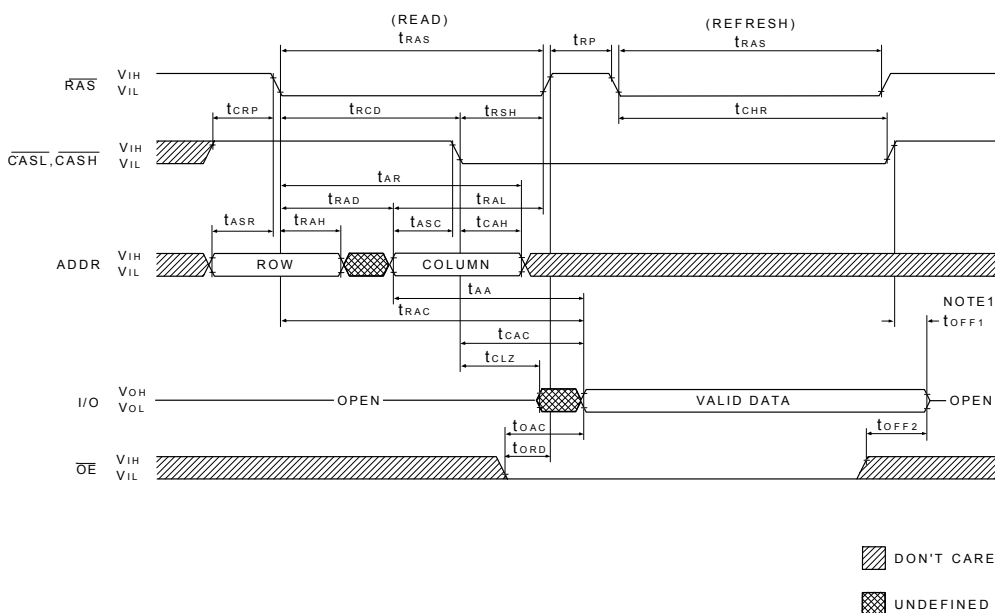 (READ)
(REFRESH)
tRAS
tRP
tRAS
RAS
VIH
VIL
tCRP
tRCD
tRSH
tCHR
CASL,CASH
VIH
VIL
tAR
tRAD
tRAL
tASR
tRAH
tASC
tCAH
ADDR
VIH
VIL
ROW
COLUMN
tAA
tRAC
NOTE1
tOFF1
tCAC
tCLZ
I/O
VOH
VOL
OPEN
VALID DATA
OPEN
tOAC
tOFF2
tORD
OE
VIH
VIL
DON'T CARE
UNDEFINED